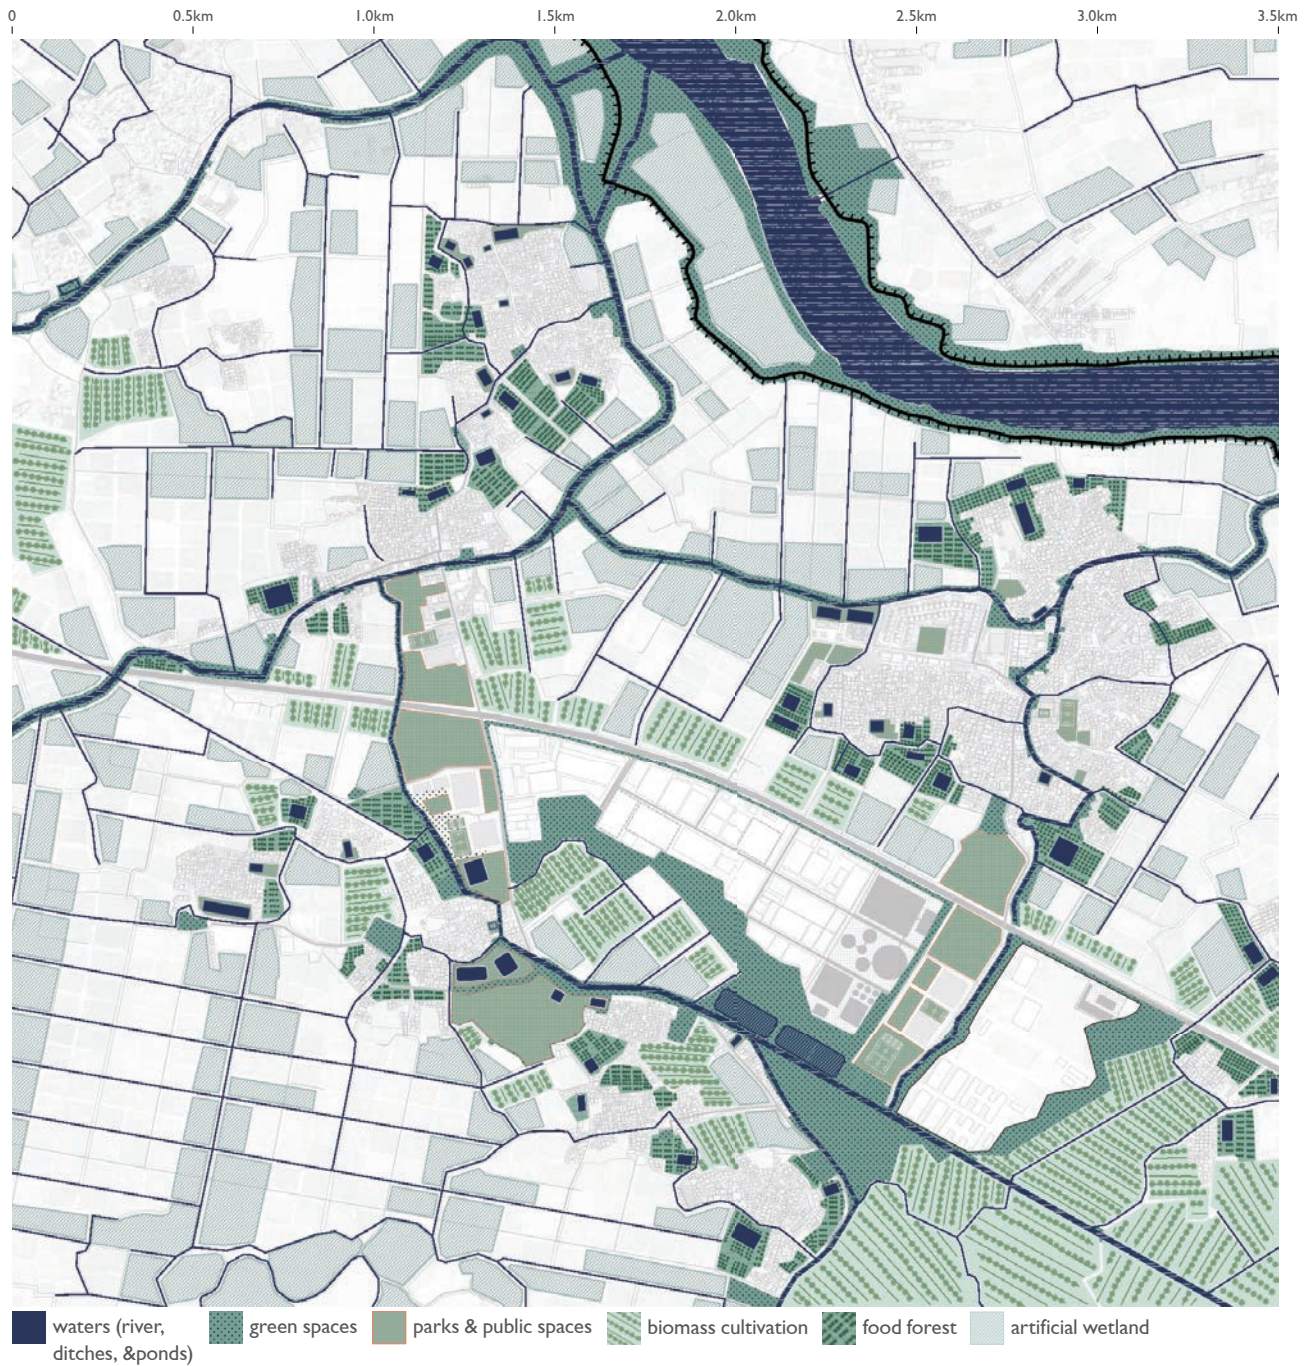 0 0.5km 1.0km 1.5km 2.0km 2.5km 3.0km 3.5km
waters (river, green spaces parks & public spaces biomass cultivation food forest artificial wetland
ditches, &ponds)